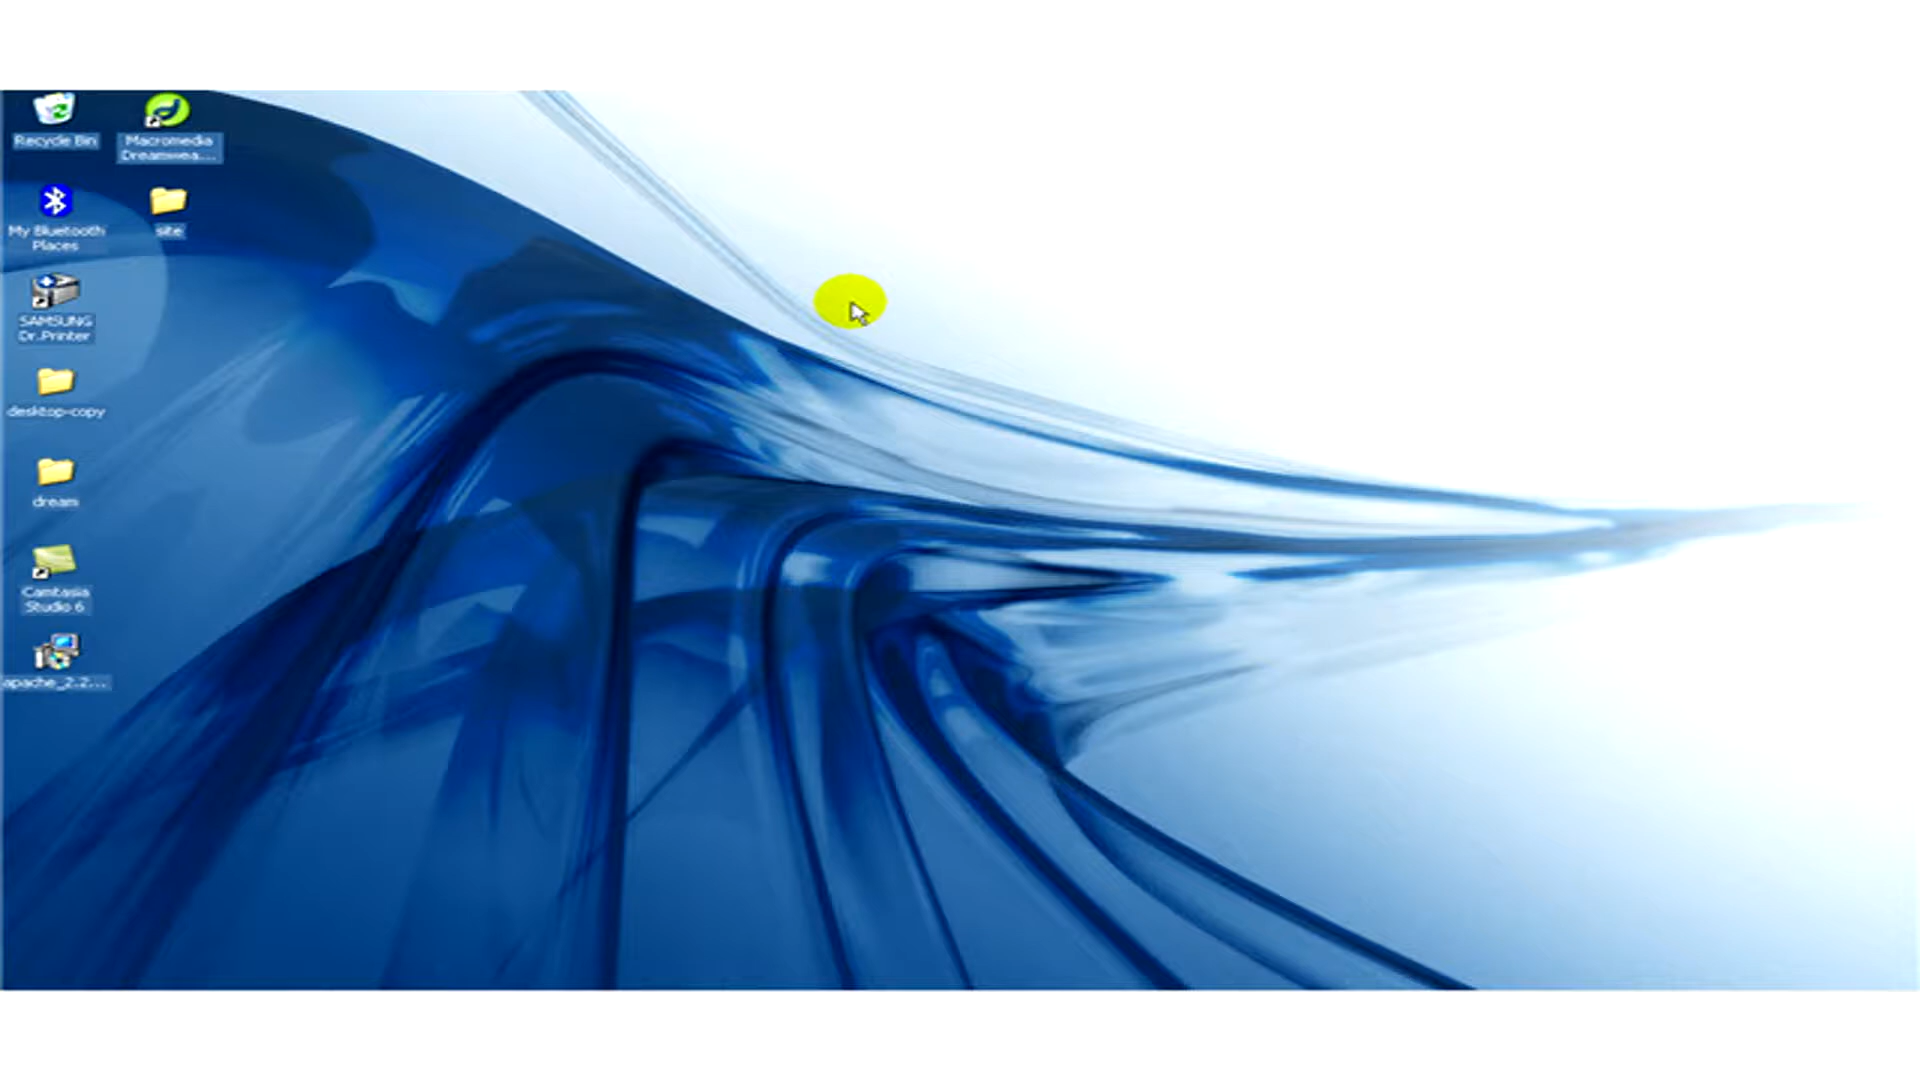 Recycle Bin
Macromedia
Dreamwea...
My Bluetooth
Places
site
SAMSUNG
Dr.Printer
desktop-copy
dream
Camtasia
Studio 6
apache_2.2...